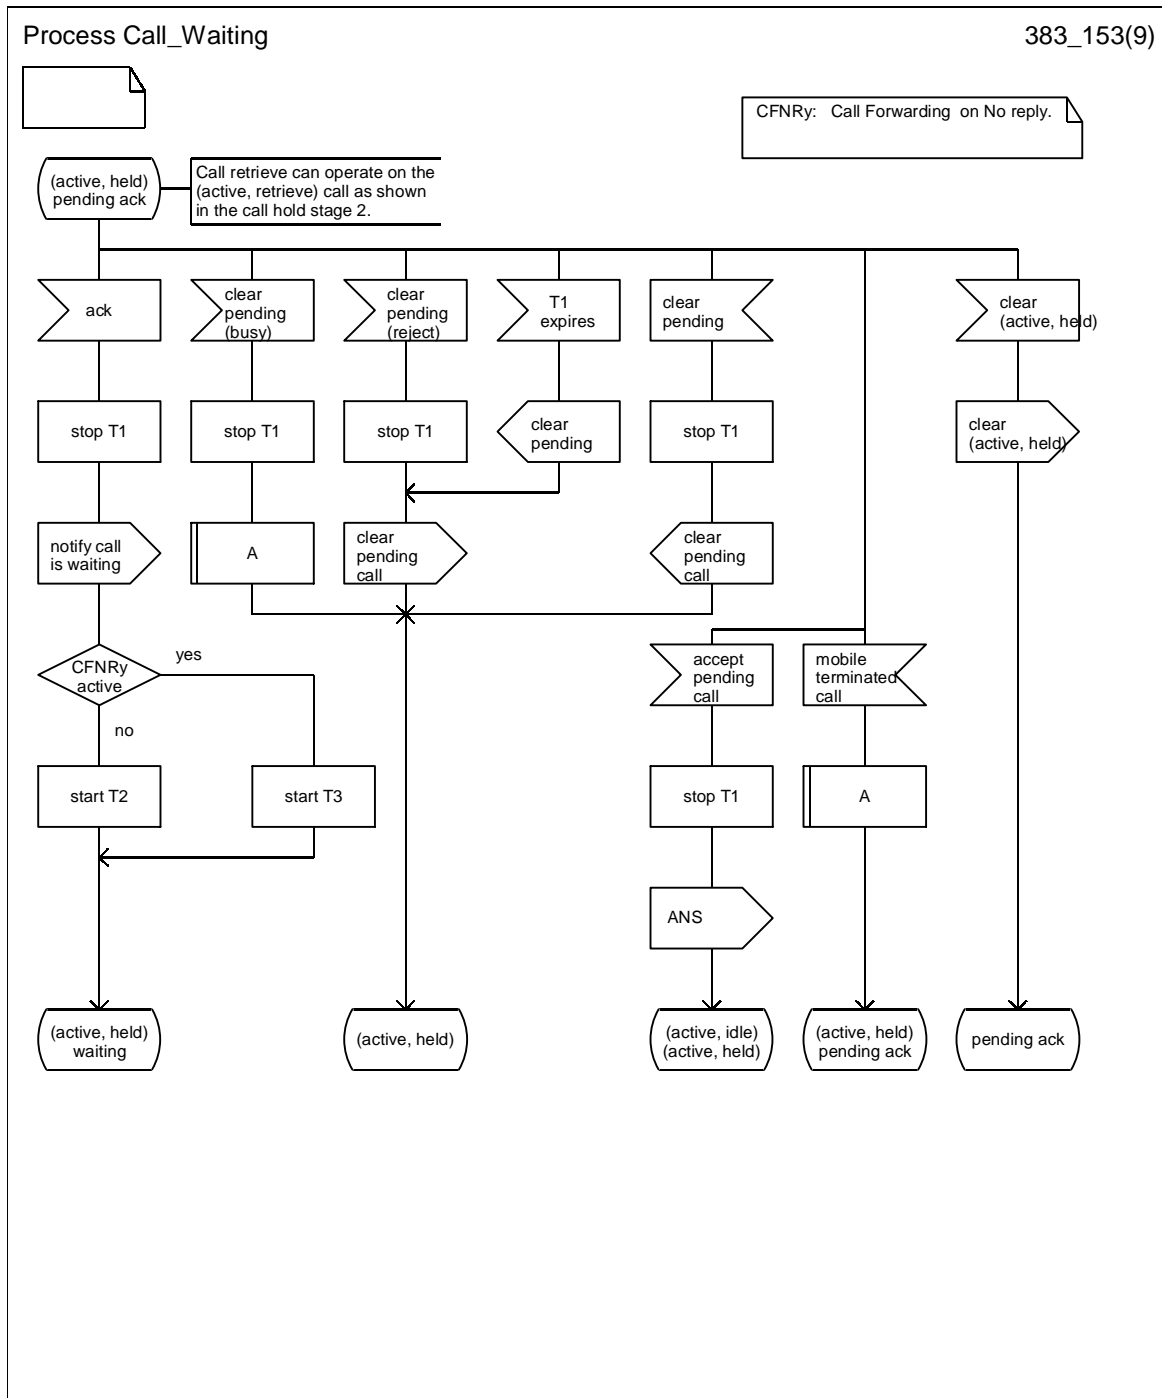 Process Call_Waiting
383_153(9)
CFNRy: Call Forwarding on No reply.
(active, held)
pending ack
Call retrieve can operate on the
(active, retrieve) call as shown
in the call hold stage 2.
ack
clear
pending
(busy)
clear
pending
(reject)
T1
expires
clear
pending
clear
(active, held)
stop T1
stop T1
stop T1
clear
pending
stop T1
clear
(active, held)
notify call
is waiting
A
clear
pending
call
clear
pending
call
CFNRy
active
yes
no
accept
pending
call
mobile
terminated
call
start T2
start T3
stop T1
A
ANS
(active, held)
waiting
(active, held)
(active, idle)
(active, held)
(active, held)
pending ack
pending ack